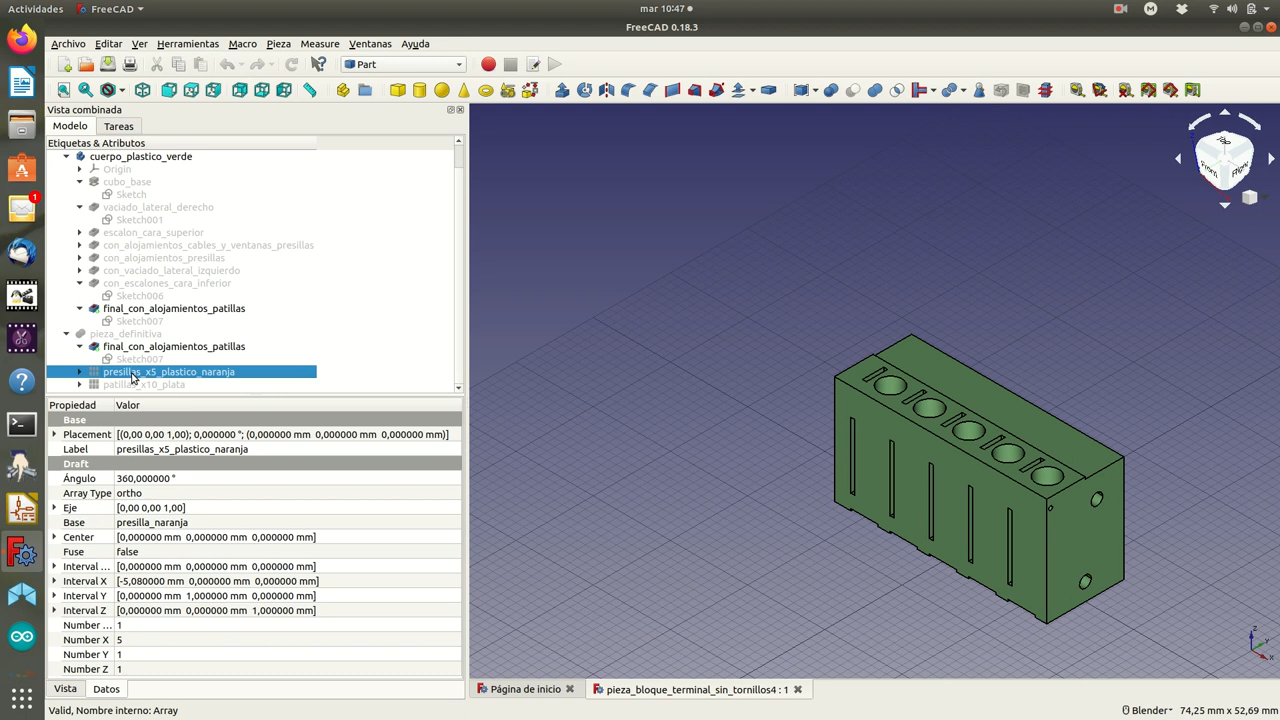 Actividades FreeCAD mar 10:47
FreeCAD 0.18.3
Archivo Editar Ver Herramientas Macro Pieza Measure Ventanas Ayuda
Part
Vista combinada
Modelo Tareas
Etiquetas & Atributos
cuerpo_plastico_verde
Origin
cubo_base
Sketch
vaciado_lateral_derecho
Sketch001
escalon_cara_superior
con_alojamientos_cables_y_ventanas_presillas
con_alojamientos_presillas
con_vaciado_lateral_izquierdo
con_escalones_cara_inferior
Sketch006
final_con_alojamientos_patillas
Sketch007
pieza_definitiva
final_con_alojamientos_patillas
Sketch007
presillas_x5_plastico_naranja
patillas_x10_plata
Propiedad Valor
Base
Placement [(0,00 0,00 1,00); 0,000000 °; (0,000000 mm 0,000000 mm 0,000000 mm)]
Label presillas_x5_plastico_naranja
Draft
Ángulo 360,000000 °
Array Type ortho
Eje [0,00 0,00 1,00]
Base presilla_naranja
Center [0,000000 mm 0,000000 mm 0,000000 mm]
Fuse false
Interval ... [0,000000 mm 0,000000 mm 0,000000 mm]
Interval X [-5,080000 mm 0,000000 mm 0,000000 mm]
Interval Y [0,000000 mm 1,000000 mm 0,000000 mm]
Interval Z [0,000000 mm 0,000000 mm 1,000000 mm]
Number ... 1
Number X 5
Number Y 1
Number Z 1
Vista Datos
Página de inicio pieza_bloque_terminal_sin_tornillos4 : 1
Valid, Nombre interno: Array
Blender 74,25 mm x 52,69 mm